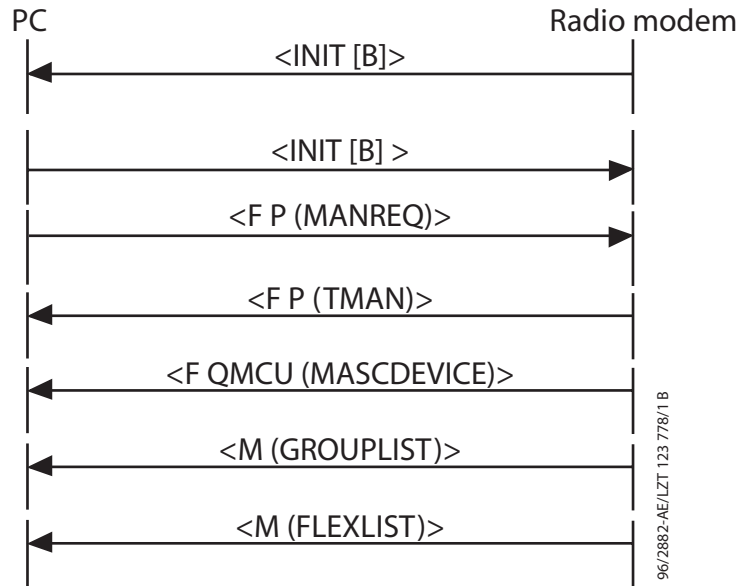 PC
Radio modem
<INIT [B]>
<INIT [B] >
<F P (MANREQ)>
<F P (TMAN)>
<F QMCU (MASCDEVICE)>
<M (GROUPLIST)>
<M (FLEXLIST)>
96/2882-AE/LZT 123 778/1 B